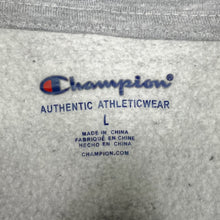 Champion
AUTHENTIC ATHLETICWEAR
L
MADE IN CHINA
FABRIQUÉ EN CHINE
HECHO EN CHINA
CHAMPION.COM